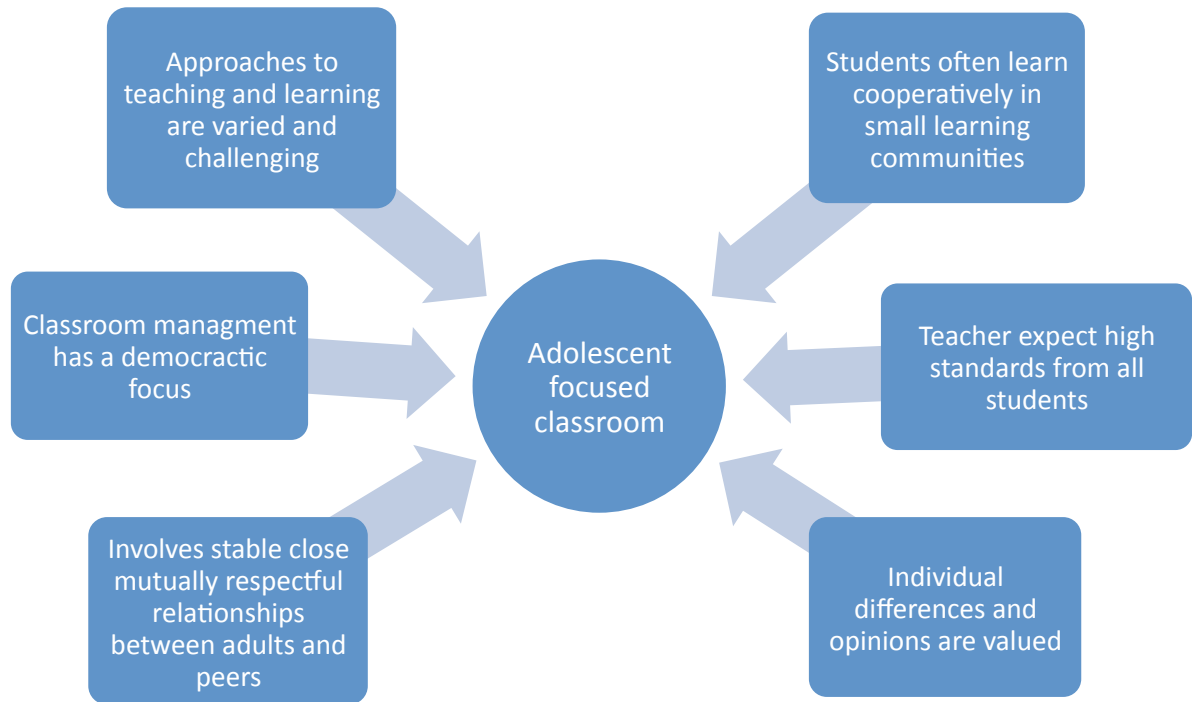 Approaches to
teaching and learning
are varied and
challenging
Students often learn
cooperatively in
small learning
communities
Classroom managment
has a democractic
focus
Adolescent
focused
classroom
Teacher expect high
standards from all
students
Involves stable close
mutually respectful
relationships
between adults and
peers
Individual
differences and
opinions are valued